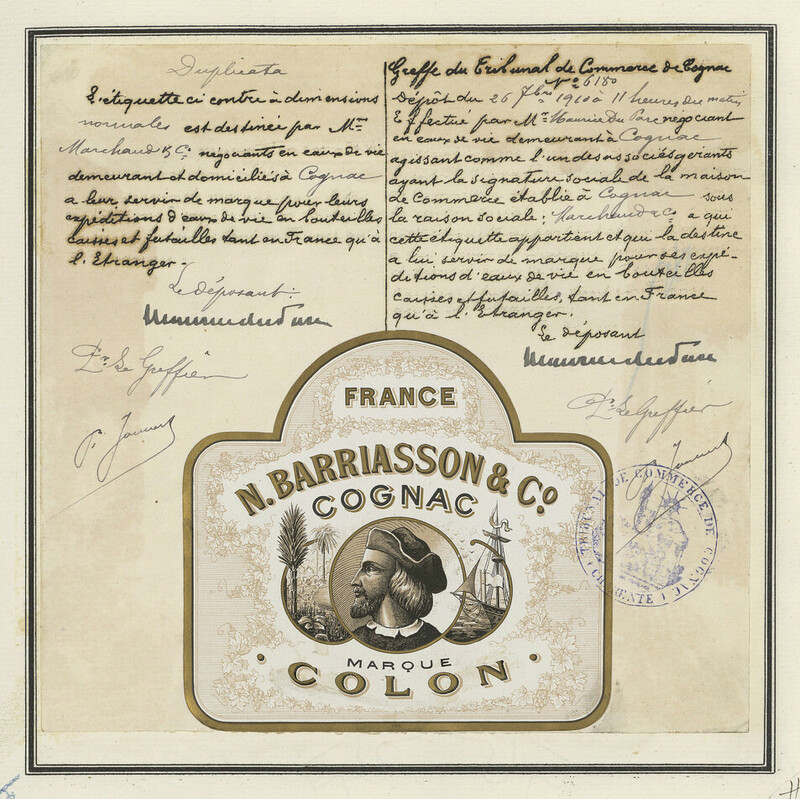 Duplicata
L'étiquette ci contre à dimensions
normales est destinée par Mm
Marchaud & Co négociants en eaux de vie
demeurant et domiciliés à Cognac
a leur servir de marque pour leurs
expéditions d'eaux de vie en bouteilles
caisses et futailles tant en France qu'à
l'Etranger.
Le déposant:
Pr Le Greffier
Greffe du Tribunal de Commerce de Cognac
No 6180
Dépôt du 26 7bre 1910 à 11 heures du matin
Effectué par Mr Maurice Du Parc négociant
en eaux de vie demeurant à Cognac
agissant comme l'un des associés gérants
ayant la signature sociale de la maison
de Commerce établie à Cognac sous
la raison sociale: Marchaud & Co a qui
cette étiquette appartient et qui la destine
a lui servir de marque pour ses expé-
ditions d'eaux de vie en bouteilles
caisses et futailles, tant en France
qu'à l'Etranger.
Le déposant
Pr Le Greffier
FRANCE
N. BARRIASSON & Co.
COGNAC
MARQUE
COLON
TRIBUNAL DE COMMERCE DE COGNAC
CHARENTE